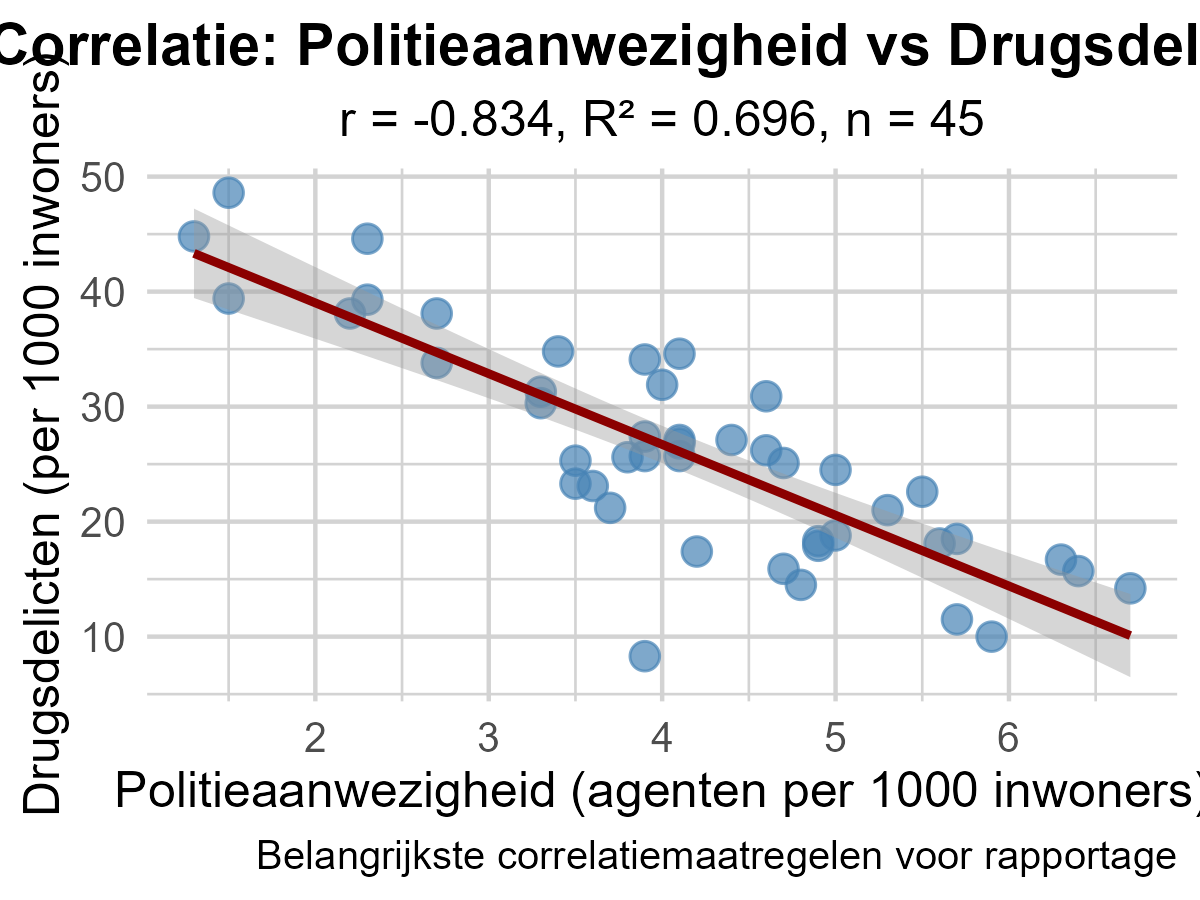 Correlatie: Politieaanwezigheid vs Drugsdel
r = -0.834, R² = 0.696, n = 45
Drugsdelicten (per 1000 inwoners)
50
40
30
20
10
2 3 4 5 6
Politieaanwezigheid (agenten per 1000 inwoners)
Belangrijkste correlatiemaatregelen voor rapportage